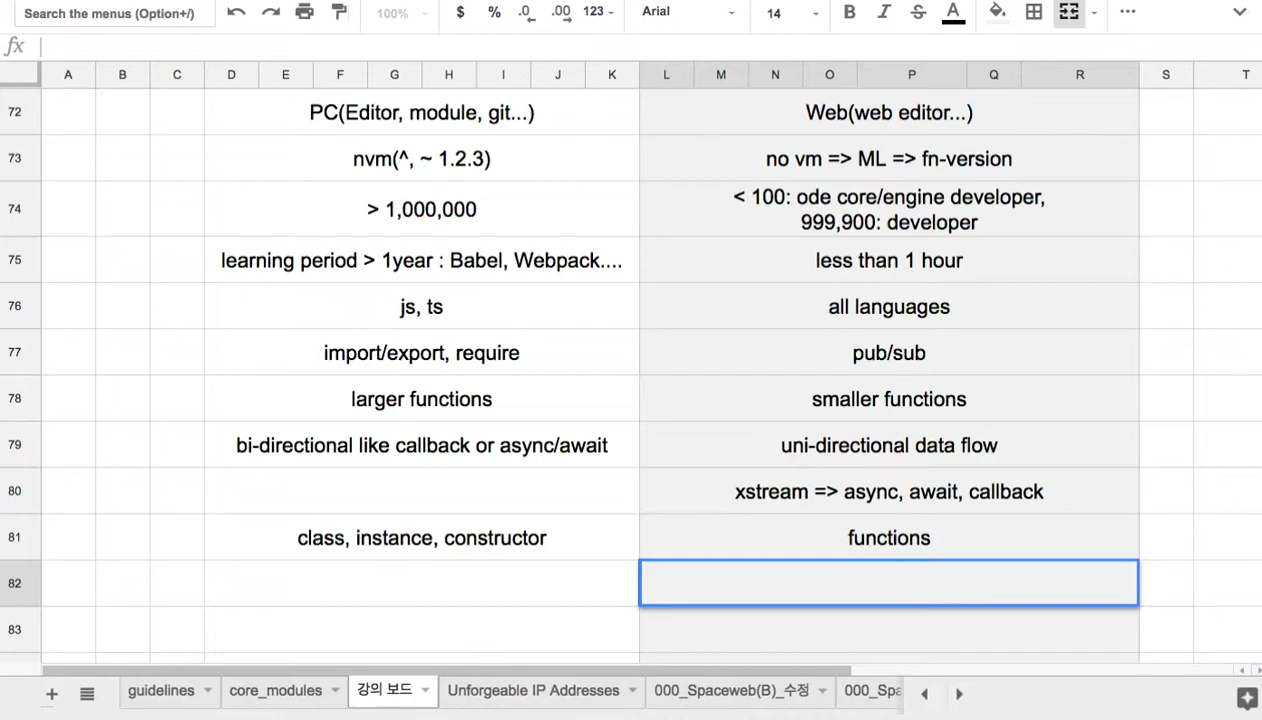 Search the menus (Option+/) 100% $ % .0 .00 123 Arial 14 B I S A
fx
A B C D E F G H I J K L M N O P Q R S T
72 PC(Editor, module, git...) Web(web editor...)
73 nvm(^, ~ 1.2.3) no vm => ML => fn-version
74 > 1,000,000 < 100: ode core/engine developer,
999,900: developer
75 learning period > 1year : Babel, Webpack.... less than 1 hour
76 js, ts all languages
77 import/export, require pub/sub
78 larger functions smaller functions
79 bi-directional like callback or async/await uni-directional data flow
80 xstream => async, await, callback
81 class, instance, constructor functions
82
83
guidelines core_modules 강의 보드 Unforgeable IP Addresses 000_Spaceweb(B)_수정 000_Spa